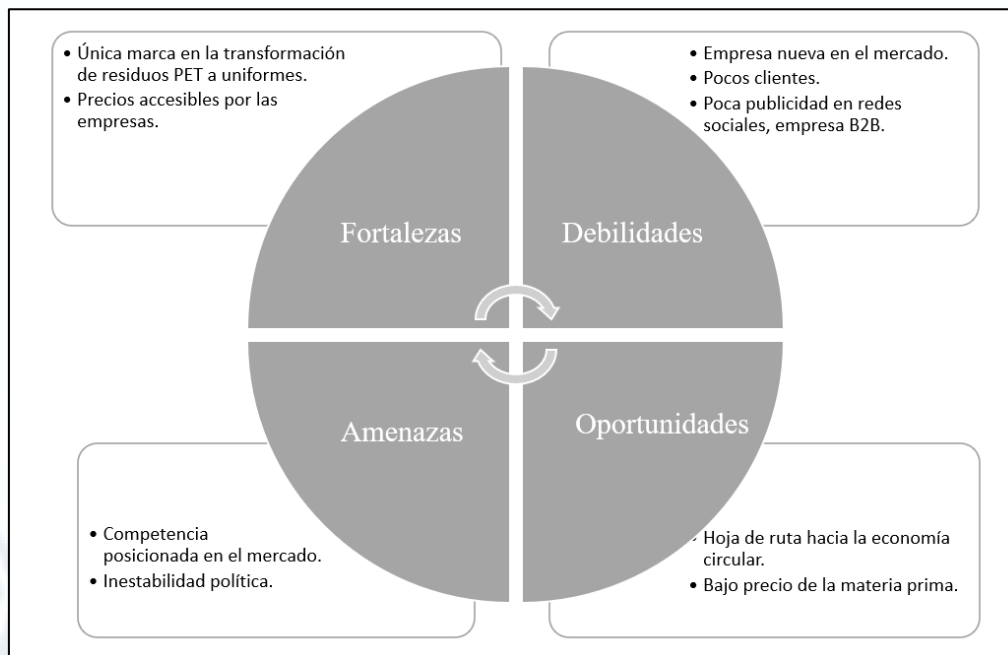 • Única marca en la transformación
de residuos PET a uniformes.
• Precios accesibles por las
empresas.
• Empresa nueva en el mercado.
• Pocos clientes.
• Poca publicidad en redes
sociales, empresa B2B.
Fortalezas
Debilidades
Amenazas
Oportunidades
• Competencia
posicionada en el mercado.
• Inestabilidad política.
• Hoja de ruta hacia la economía
circular.
• Bajo precio de la materia prima.